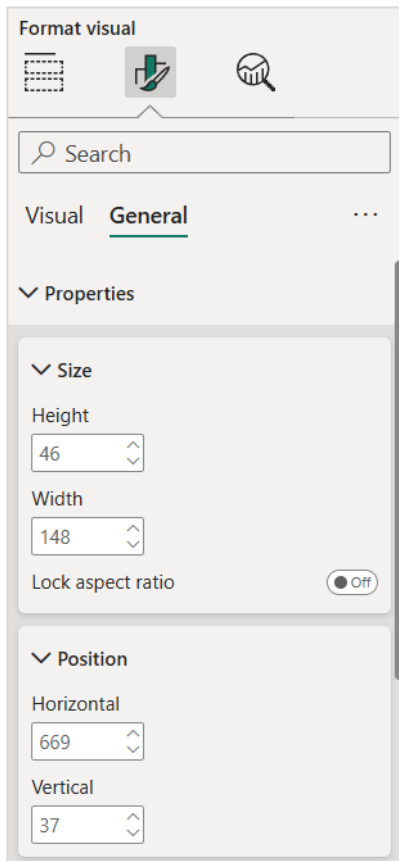 Format visual
Search
Visual General ...
Properties
Size
Height
46
Width
148
Lock aspect ratio Off
Position
Horizontal
669
Vertical
37